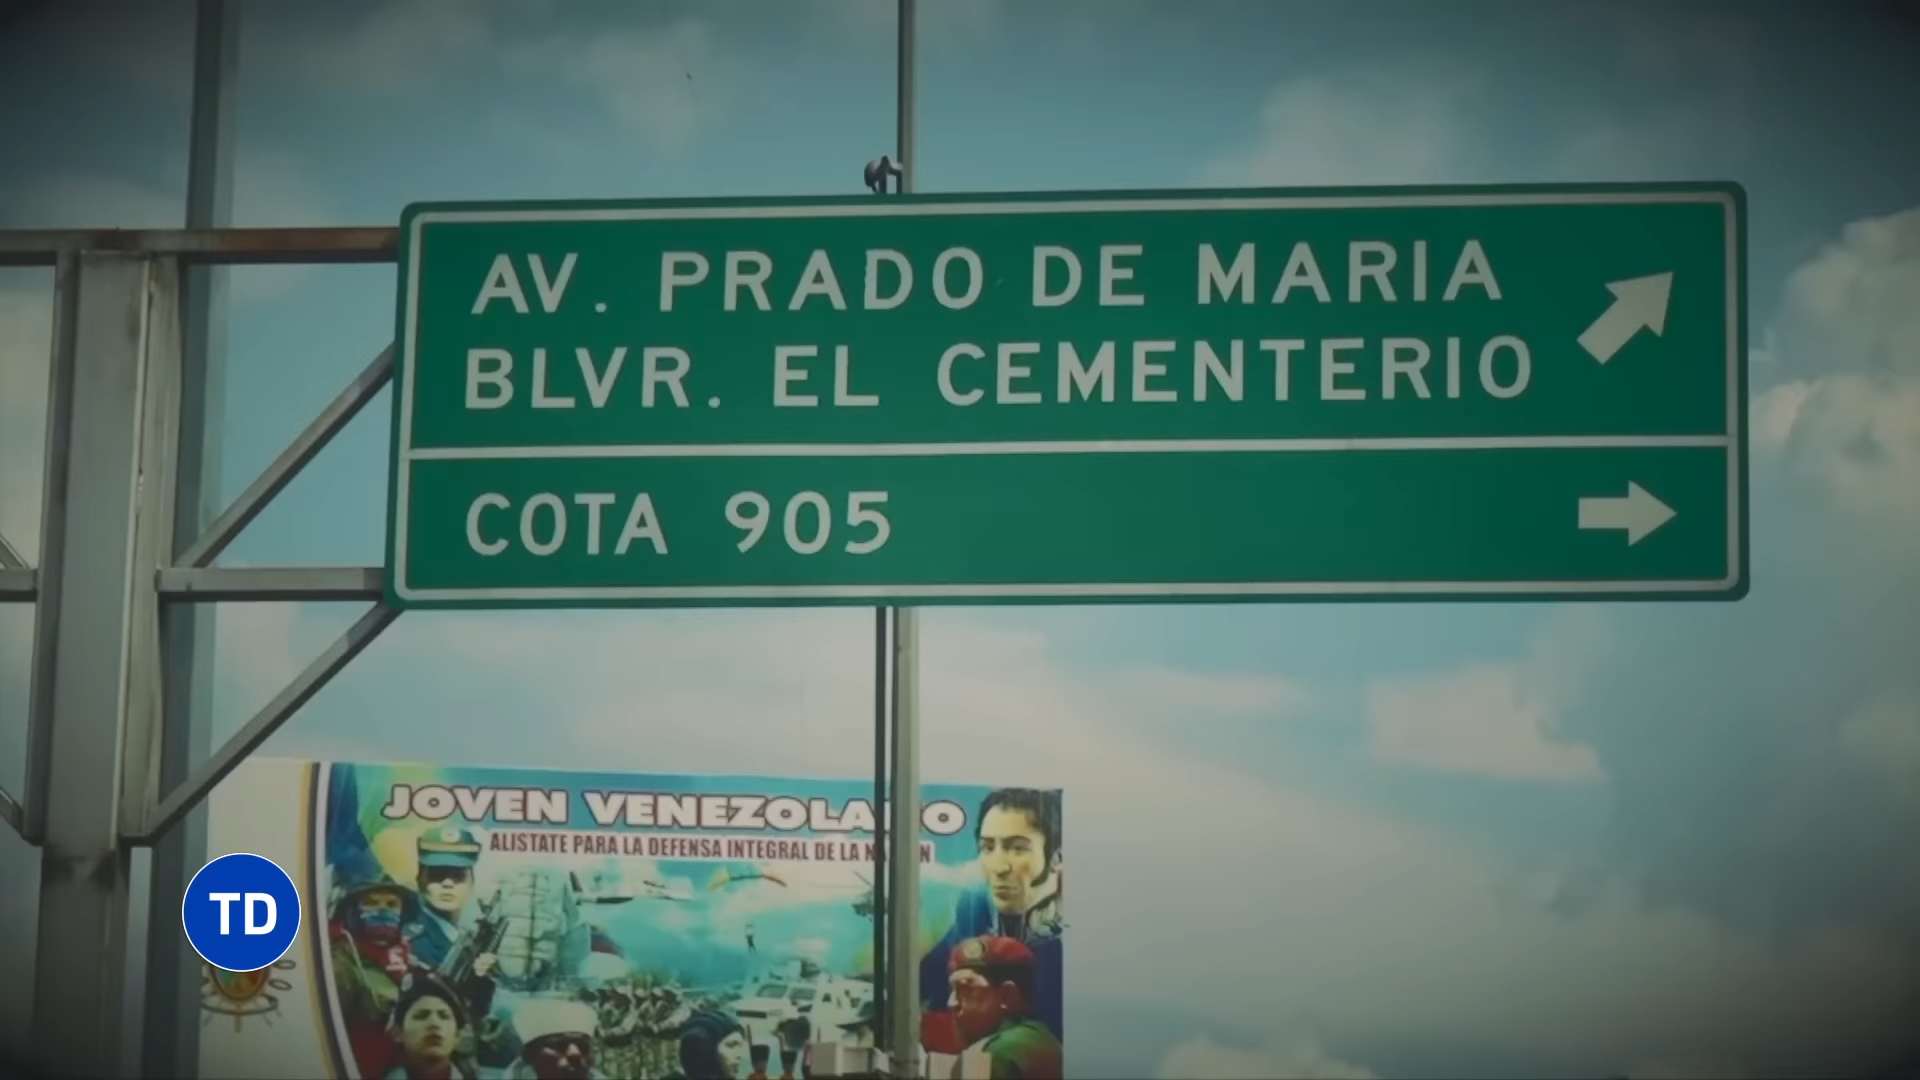 AV. PRADO DE MARIA
BLVR. EL CEMENTERIO
COTA 905
JOVEN VENEZOLA O
ALISTATE PARA LA DEFENSA INTEGRAL DE LA N N
TD